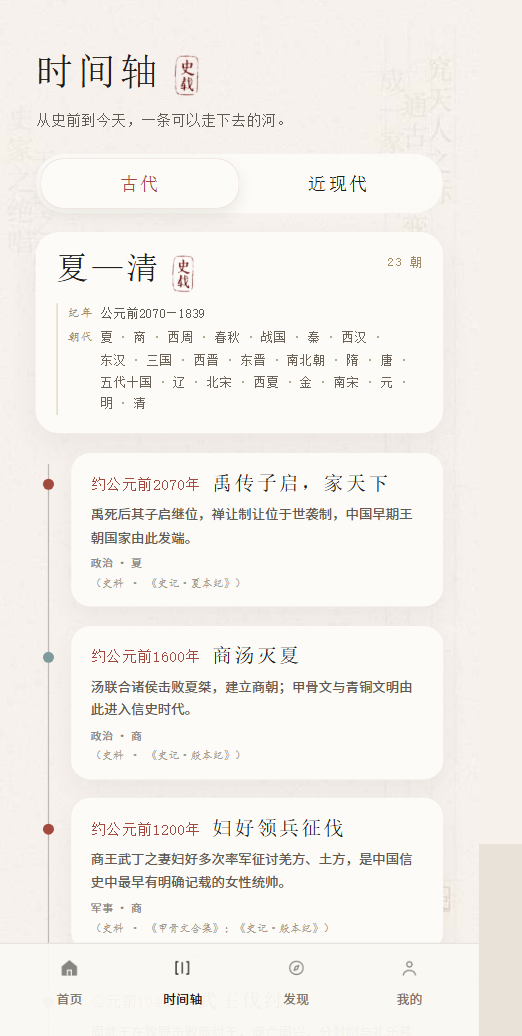 时间轴 史载
从史前到今天，一条可以走下去的河。
古代 近现代
夏—清 史载
23 朝
纪年 公元前2070—1839
朝代 夏 · 商 · 西周 · 春秋 · 战国 · 秦 · 西汉 ·
东汉 · 三国 · 西晋 · 东晋 · 南北朝 · 隋 · 唐 ·
五代十国 · 辽 · 北宋 · 西夏 · 金 · 南宋 · 元 ·
明 · 清
约公元前2070年 禹传子启，家天下
禹死后其子启继位，禅让制让位于世袭制，中国早期王
朝国家由此发端。
政治 · 夏
（史料 · 《史记·夏本纪》）
约公元前1600年 商汤灭夏
汤联合诸侯击败夏桀，建立商朝；甲骨文与青铜文明由
此进入信史时代。
政治 · 商
（史料 · 《史记·殷本纪》）
约公元前1200年 妇好领兵征伐
商王武丁之妻妇好多次率军征讨羌方、土方，是中国信
史中最早有明确记载的女性统帅。
军事 · 商
（史料 · 《甲骨文合集》；《史记·殷本纪》）
首页 时间轴 发现 我的